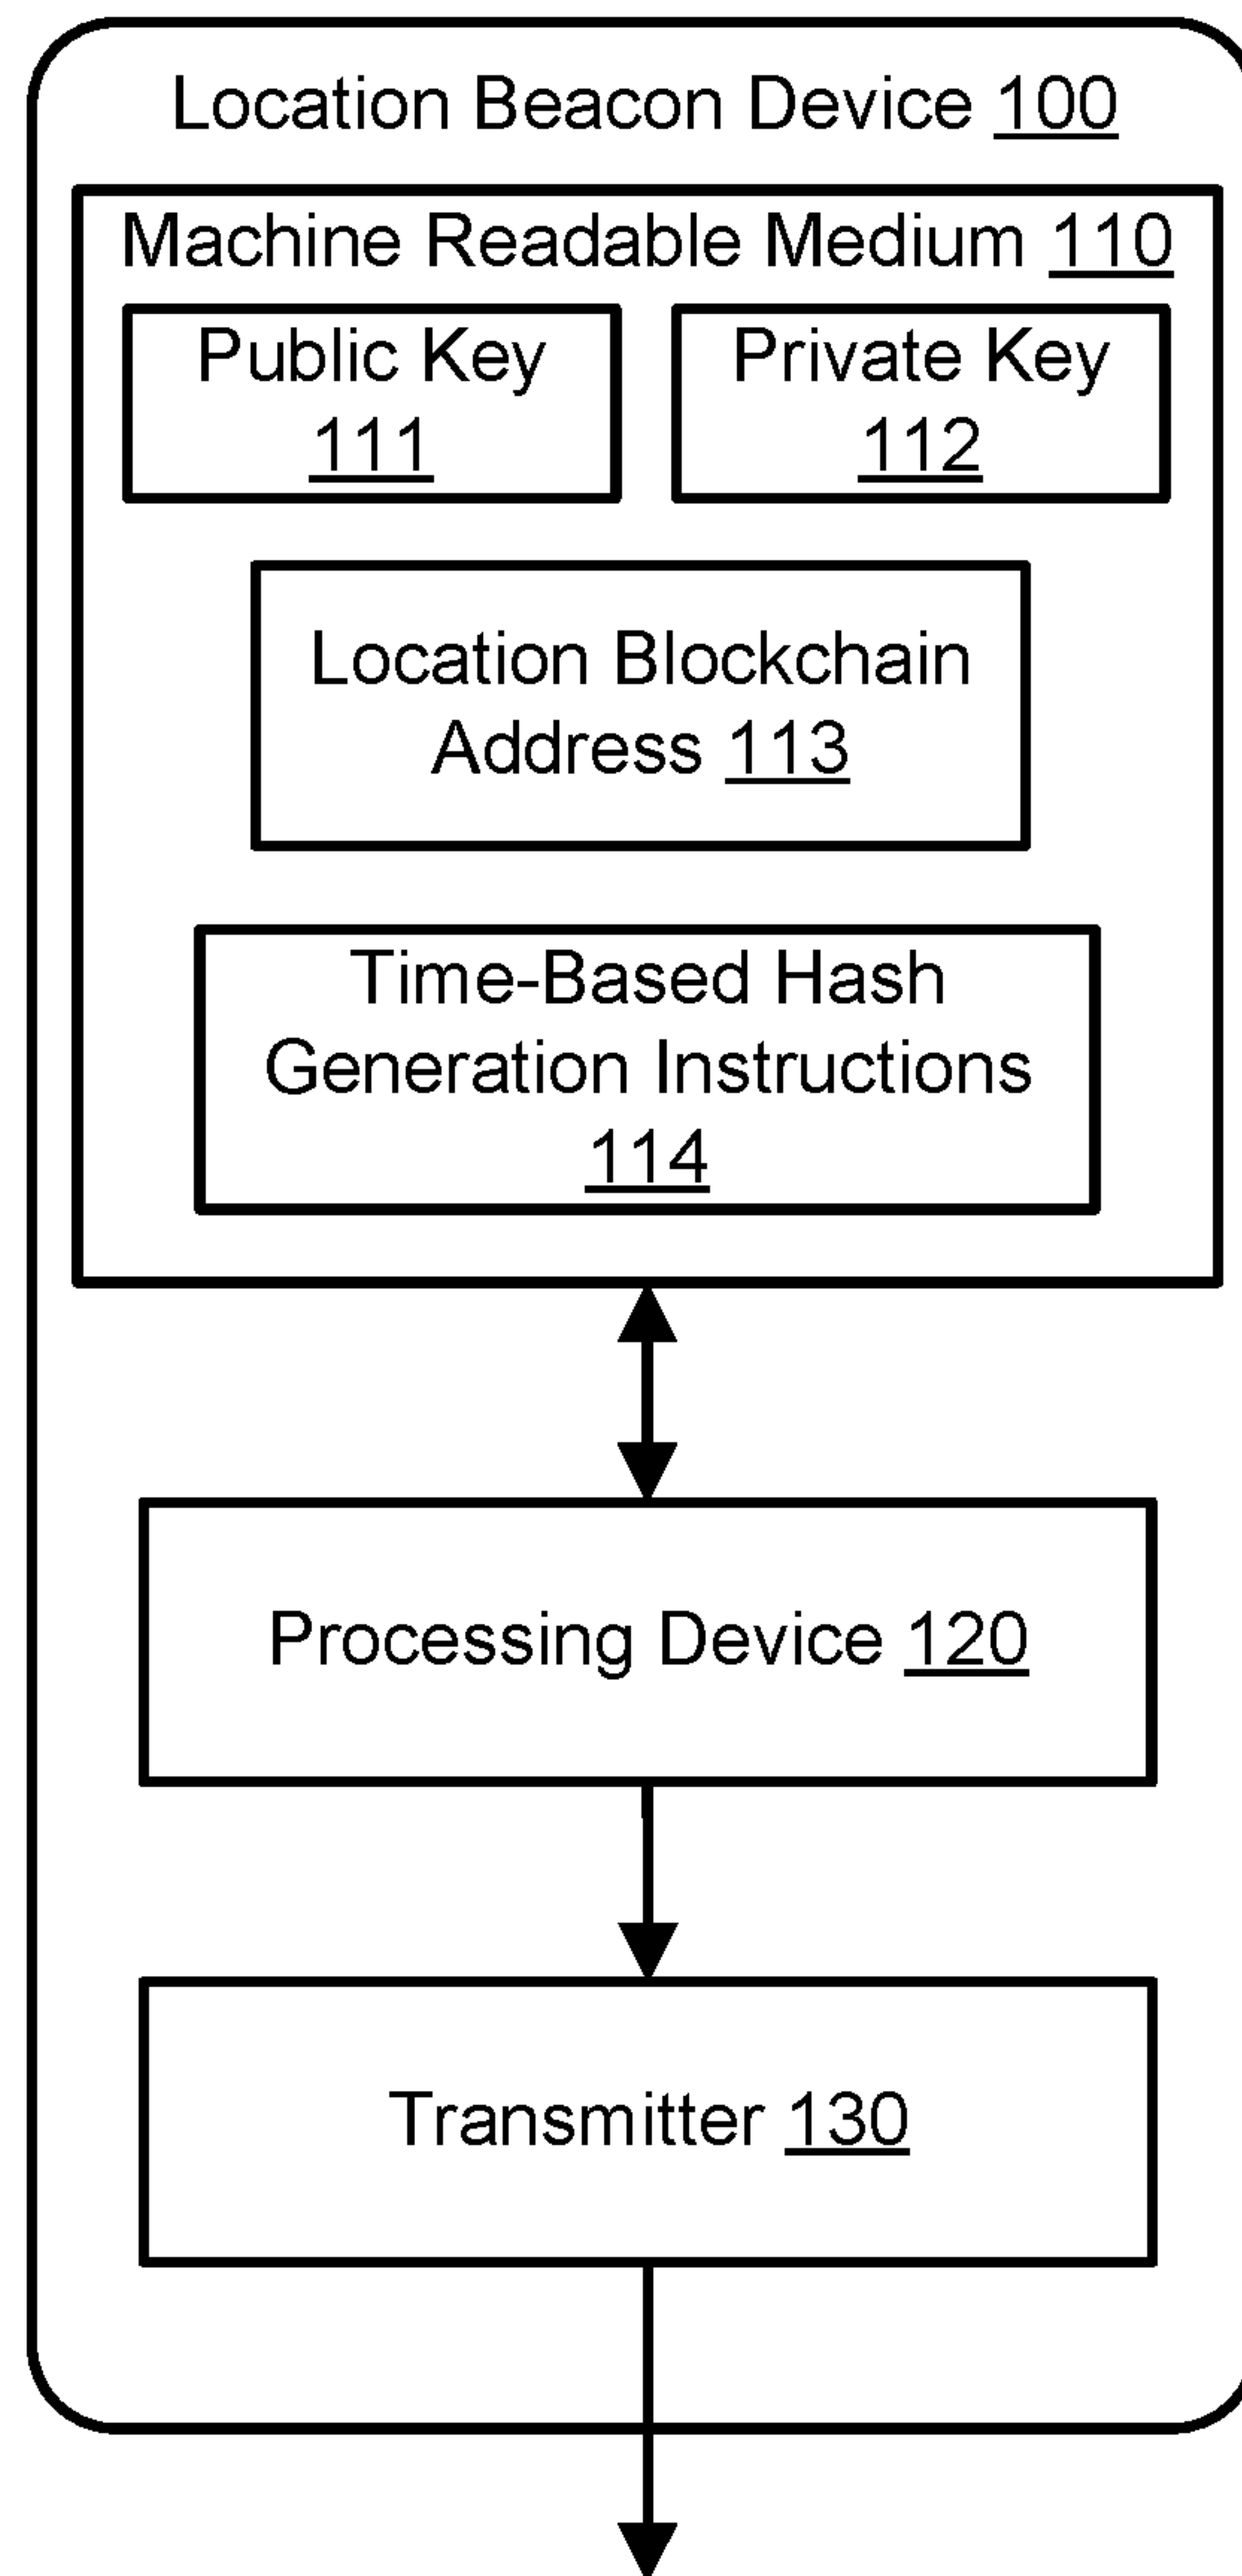 Location Beacon Device 100
Machine Readable Medium 110
Public Key
111
Private Key
112
Location Blockchain
Address 113
Time-Based Hash
Generation Instructions
114
Processing Device 120
Transmitter 130